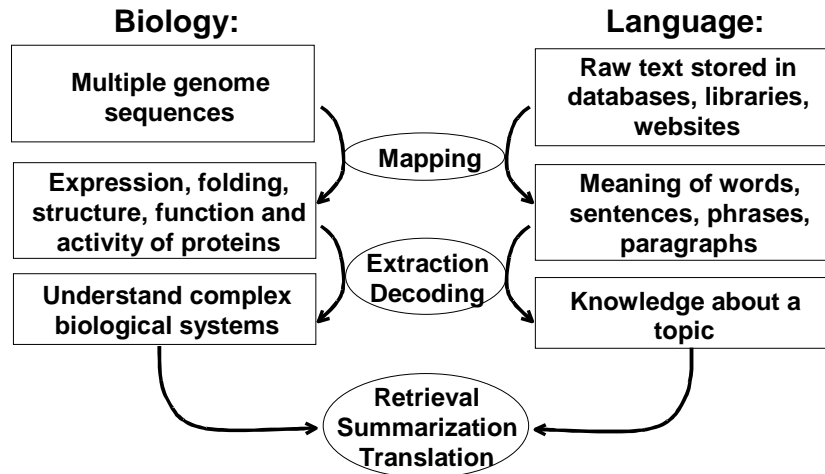 Biology:
Multiple genome
sequences
Expression, folding,
structure, function and
activity of proteins
Understand complex
biological systems
Mapping
Extraction
Decoding
Retrieval
Summarization
Translation
Language:
Raw text stored in
databases, libraries,
websites
Meaning of words,
sentences, phrases,
paragraphs
Knowledge about a
topic